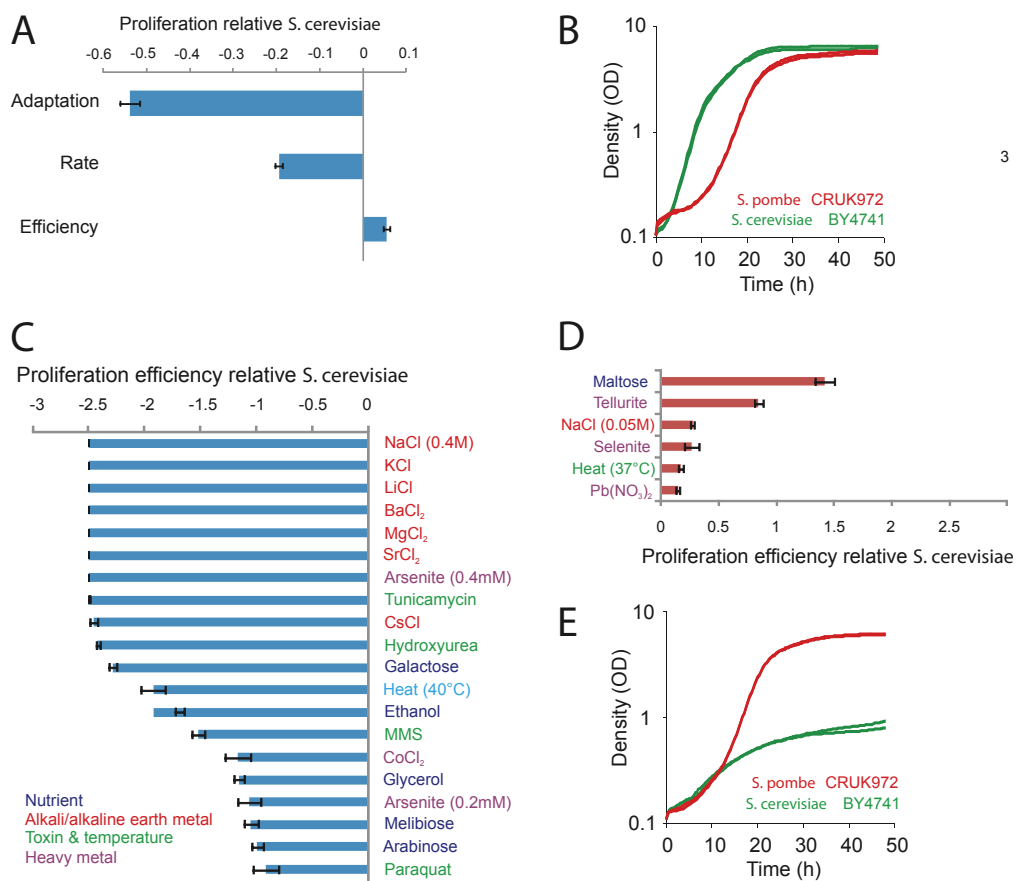 A
Proliferation relative S. cerevisiae
-0.6 -0.5 -0.4 -0.3 -0.2 -0.1 0 0.1
Adaptation
Rate
Efficiency
B
Density (OD)
10
1
0.1
S. pombe CRUK972
S. cerevisiae BY4741
0 10 20 30 40 50
Time (h)
3
C
Proliferation efficiency relative S. cerevisiae
-3 -2.5 -2 -1.5 -1 -0.5 0
NaCl (0.4M)
KCl
LiCl
BaCl₂
MgCl₂
SrCl₂
Arsenite (0.4mM)
Tunicamycin
CsCl
Hydroxyurea
Galactose
Heat (40°C)
Ethanol
MMS
CoCl₂
Glycerol
Arsenite (0.2mM)
Melibiose
Arabinose
Paraquat
Nutrient
Alkali/alkaline earth metal
Toxin & temperature
Heavy metal
D
Maltose
Tellurite
NaCl (0.05M)
Selenite
Heat (37°C)
Pb(NO₃)₂
0 0.5 1 1.5 2 2.5
Proliferation efficiency relative S. cerevisiae
E
Density (OD)
10
1
0.1
S. pombe CRUK972
S. cerevisiae BY4741
0 10 20 30 40 50
Time (h)